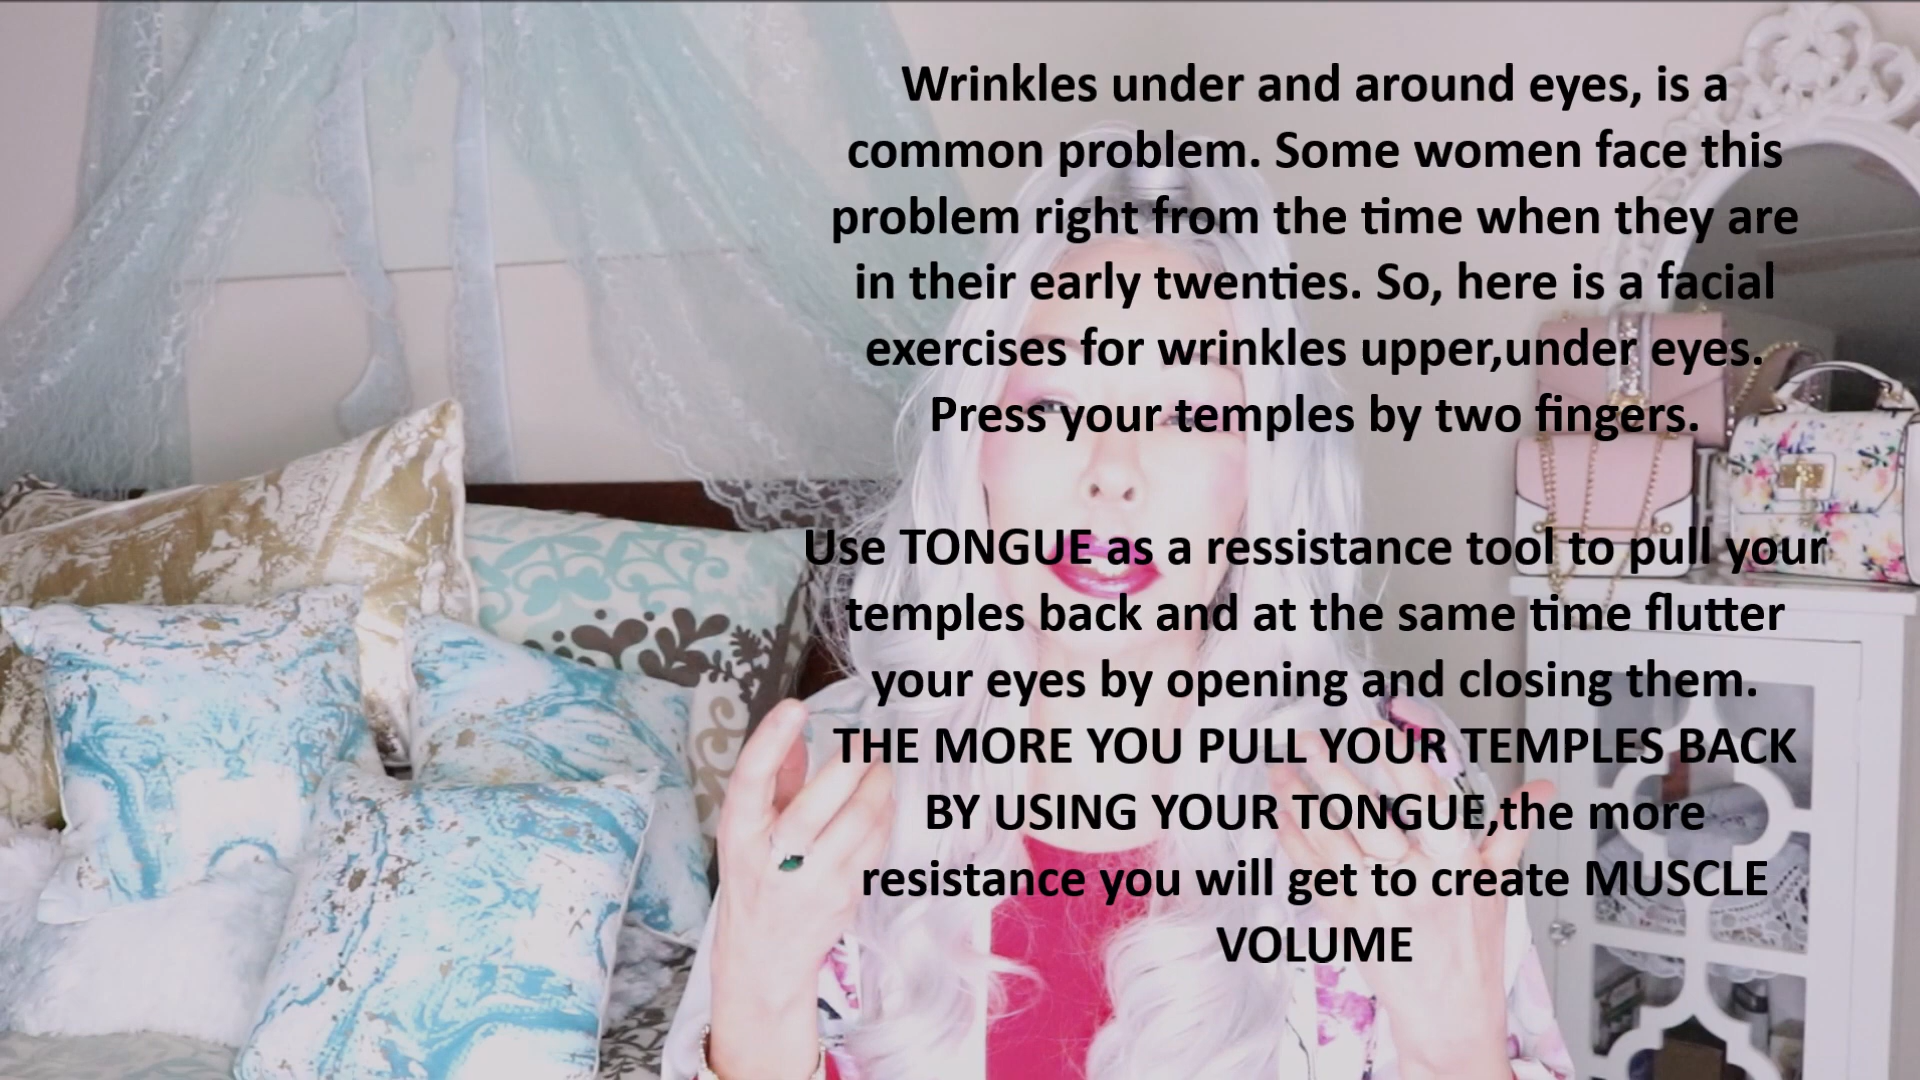 Wrinkles under and around eyes, is a
common problem. Some women face this
problem right from the time when they are
in their early twenties. So, here is a facial
exercises for wrinkles upper,under eyes.
Press your temples by two fingers.
Use TONGUE as a ressistance tool to pull your
temples back and at the same time flutter
your eyes by opening and closing them.
THE MORE YOU PULL YOUR TEMPLES BACK
BY USING YOUR TONGUE,the more
resistance you will get to create MUSCLE
VOLUME